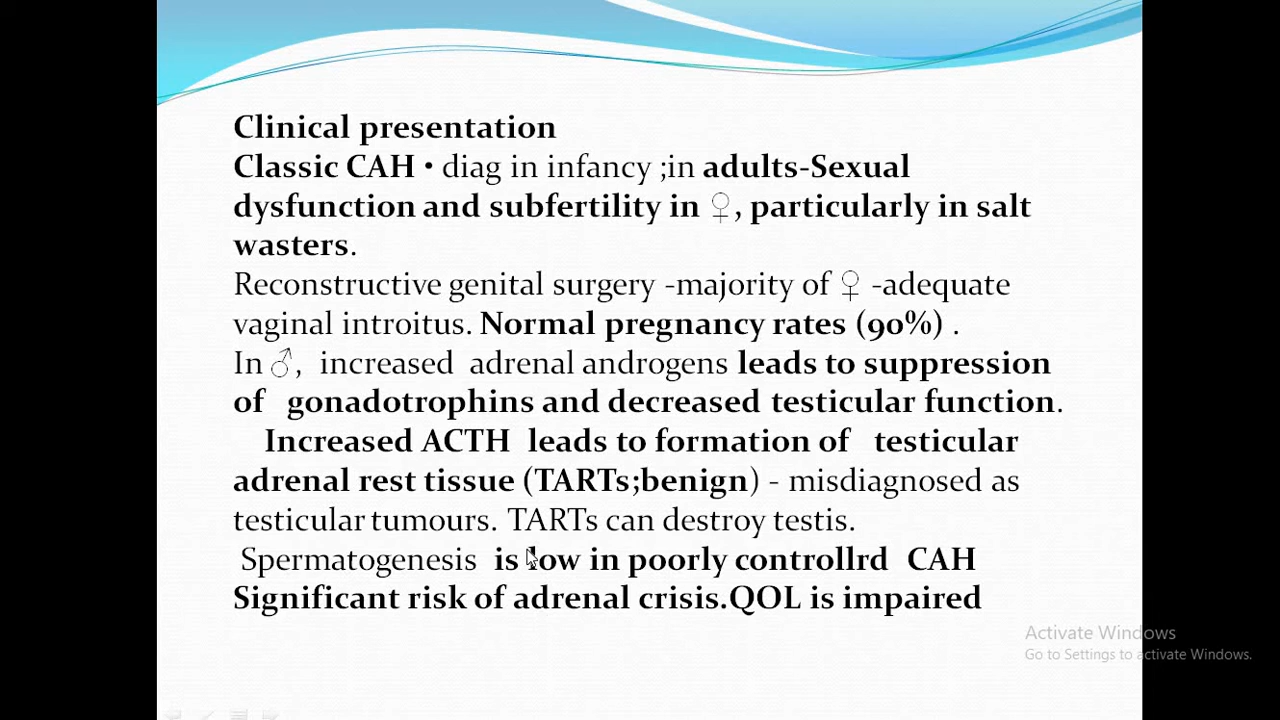 Clinical presentation
Classic CAH • diag in infancy ;in adults-Sexual
dysfunction and subfertility in ♀, particularly in salt
wasters.
Reconstructive genital surgery -majority of ♀ -adequate
vaginal introitus. Normal pregnancy rates (90%) .
In ♂, increased adrenal androgens leads to suppression
of gonadotrophins and decreased testicular function.
Increased ACTH leads to formation of testicular
adrenal rest tissue (TARTs;benign) - misdiagnosed as
testicular tumours. TARTs can destroy testis.
Spermatogenesis is low in poorly controllrd CAH
Significant risk of adrenal crisis.QOL is impaired
Activate Windows
Go to Settings to activate Windows.